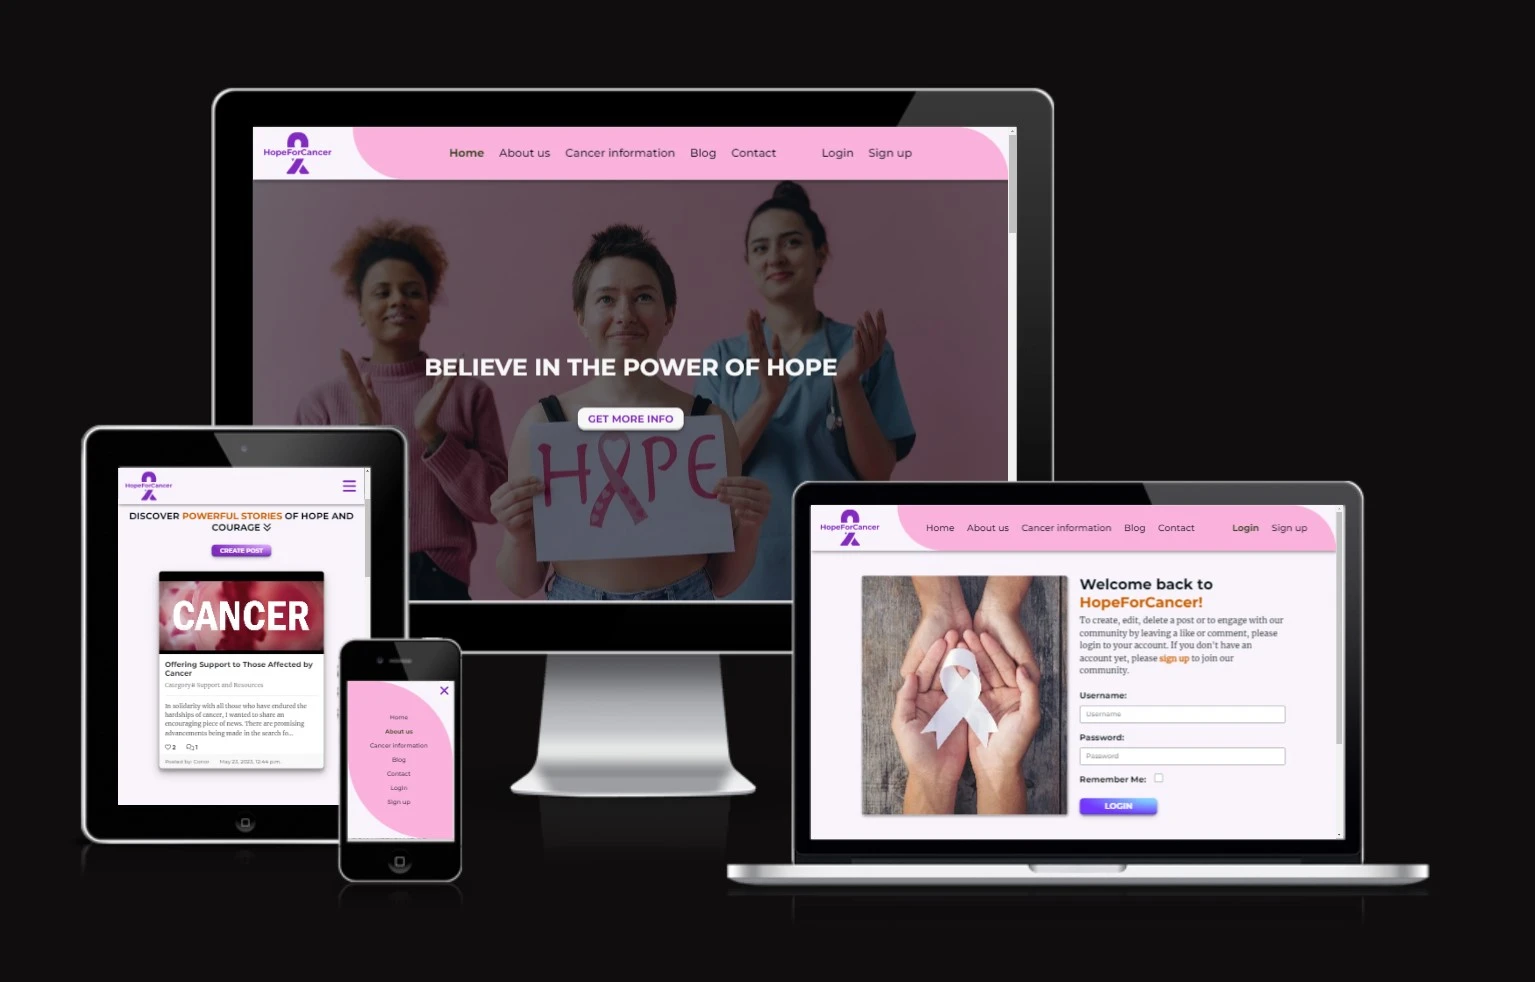 HopeForCancer
Home About us Cancer information Blog Contact Login Sign up
BELIEVE IN THE POWER OF HOPE
GET MORE INFO
HOPE
HopeForCancer
DISCOVER POWERFUL STORIES OF HOPE AND
COURAGE
CREATE POST
CANCER
Offering Support to Those Affected by
Cancer
Category# Support and Resources
In solidarity with all those who have endured the
hardships of cancer, I wanted to share an
encouraging piece of news. There are promising
advancements being made in the search fo...
2 1
Posted by: May 23, 2023, 12:44 p.m.
Home
About us
Cancer information
Blog
Contact
Login
Sign up
HopeForCancer
Home About us Cancer information Blog Contact Login Sign up
Welcome back to
HopeForCancer!
To create, edit, delete a post or to engage with our
community by leaving a like or comment, please
login to your account. If you don't have an
account yet, please sign up to join our
community.
Username:
Username
Password:
Password
Remember Me:
LOGIN